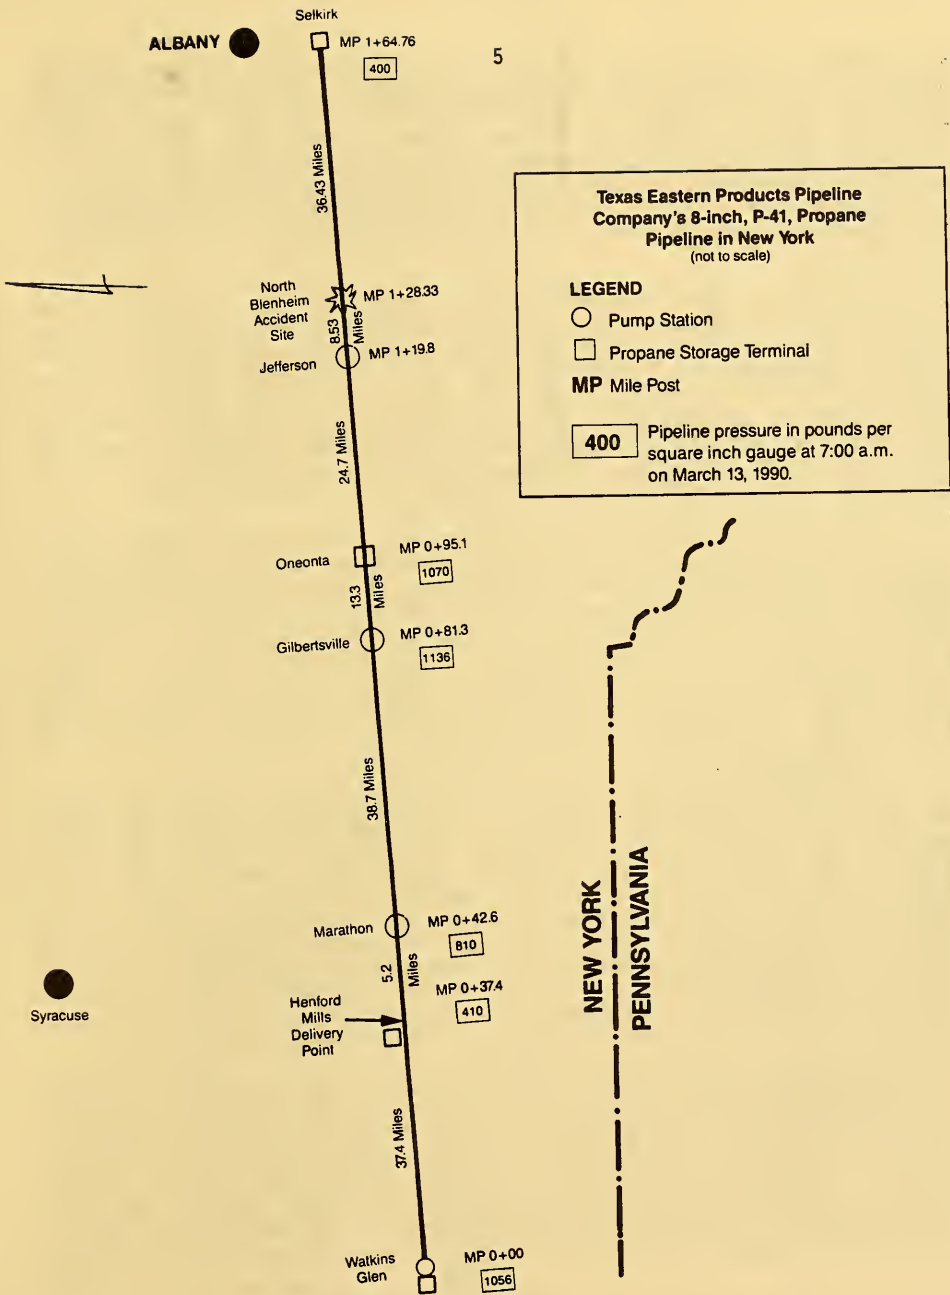 Selkirk
ALBANY
MP 1+64.76
400
5
36.43 Miles
Texas Eastern Products Pipeline
Company's 8-inch, P-41, Propane
Pipeline in New York
(not to scale)
LEGEND
Pump Station
Propane Storage Terminal
MP Mile Post
400
Pipeline pressure in pounds per
square inch gauge at 7:00 a.m.
on March 13, 1990.
North
Blenheim
Accident
Site
MP 1+28.33
8.53
Miles
Jefferson
MP 1+19.8
24.7 Miles
Oneonta
MP 0+95.1
1070
13.3
Miles
Gilbertsville
MP 0+81.3
1136
38.7 Miles
NEW YORK
PENNSYLVANIA
Marathon
MP 0+42.6
810
5.2
Miles
Syracuse
Henford
Mills
Delivery
Point
MP 0+37.4
410
37.4 Miles
Watkins
Glen
MP 0+00
1056